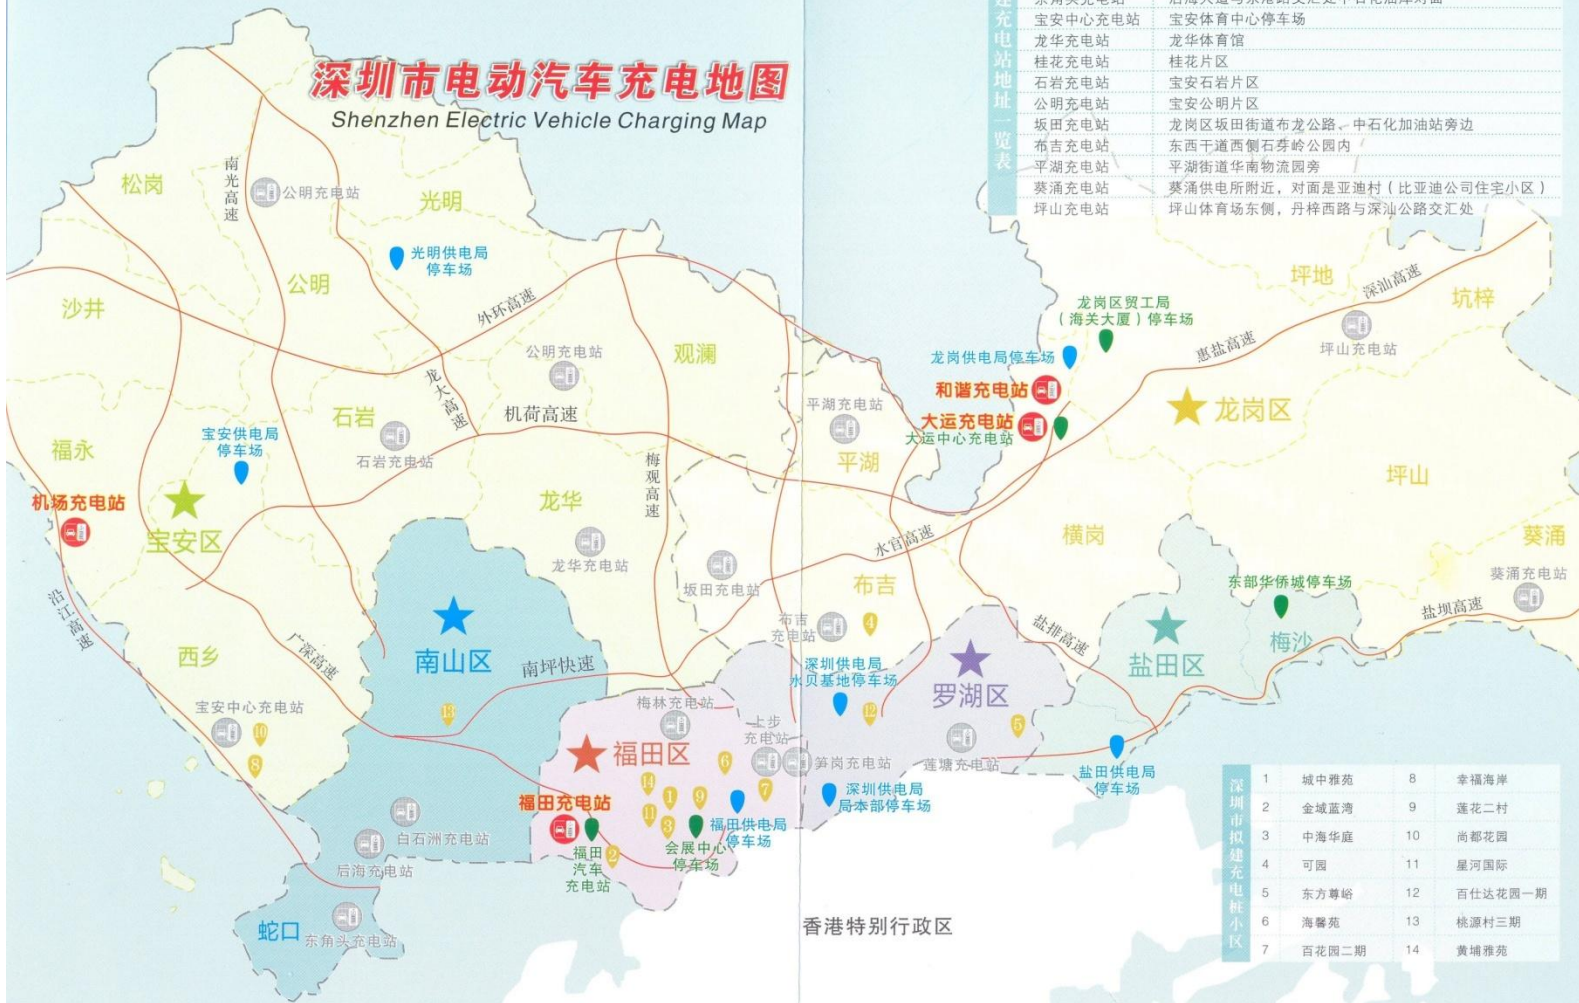 深圳市电动汽车充电地图
Shenzhen Electric Vehicle Charging Map
建充电站地址一览表
宝安中心充电站 宝安体育中心停车场
龙华充电站 龙华体育馆
桂花充电站 桂花片区
石岩充电站 宝安石岩片区
公明充电站 宝安公明片区
坂田充电站 龙岗区坂田街道布龙公路、中石化加油站旁边
布吉充电站 东西干道西侧石芽岭公园内
平湖充电站 平湖街道华南物流园旁
葵涌充电站 葵涌供电所附近，对面是亚迪村（比亚迪公司住宅小区）
坪山充电站 坪山体育场东侧，丹梓西路与深汕公路交汇处
松岗
南光高速
公明充电站
光明
光明供电局
停车场
公明
沙井
外环高速
公明充电站
观澜
龙大高速
机荷高速
石岩
石岩充电站
宝安供电局
停车场
福永
机场充电站
宝安区
龙华
龙华充电站
梅观高速
平湖充电站
平湖
坪地
深汕高速
坑梓
龙岗区贸工局
（海关大厦）停车场
龙岗供电局停车场
和谐充电站
大运充电站
大运中心充电站
惠盐高速
坪山充电站
龙岗区
坪山
横岗
葵涌
葵涌充电站
盐坝高速
水官高速
坂田充电站
布吉
4
布吉
充电站
深圳供电局
水贝基地停车场
12
罗湖区
盐排高速
盐田区
东部华侨城停车场
梅沙
5
莲塘充电站
盐田供电局
停车场
沿江高速
广深高速
西乡
宝安中心充电站
10
8
南山区
南坪快速
13
白石洲充电站
后海充电站
蛇口
东角头充电站
梅林充电站
上步
充电站
笋岗充电站
福田区
福田充电站
福田
汽车
充电站
14
1
9
6
7
11
3
2
会展中心
停车场
福田供电局
停车场
深圳供电局
局本部停车场
香港特别行政区
深圳市拟建充电桩小区
1 城中雅苑 8 幸福海岸
2 金域蓝湾 9 莲花二村
3 中海华庭 10 尚都花园
4 可园 11 星河国际
5 东方尊峪 12 百仕达花园一期
6 海馨苑 13 桃源村三期
7 百花园二期 14 黄埔雅苑